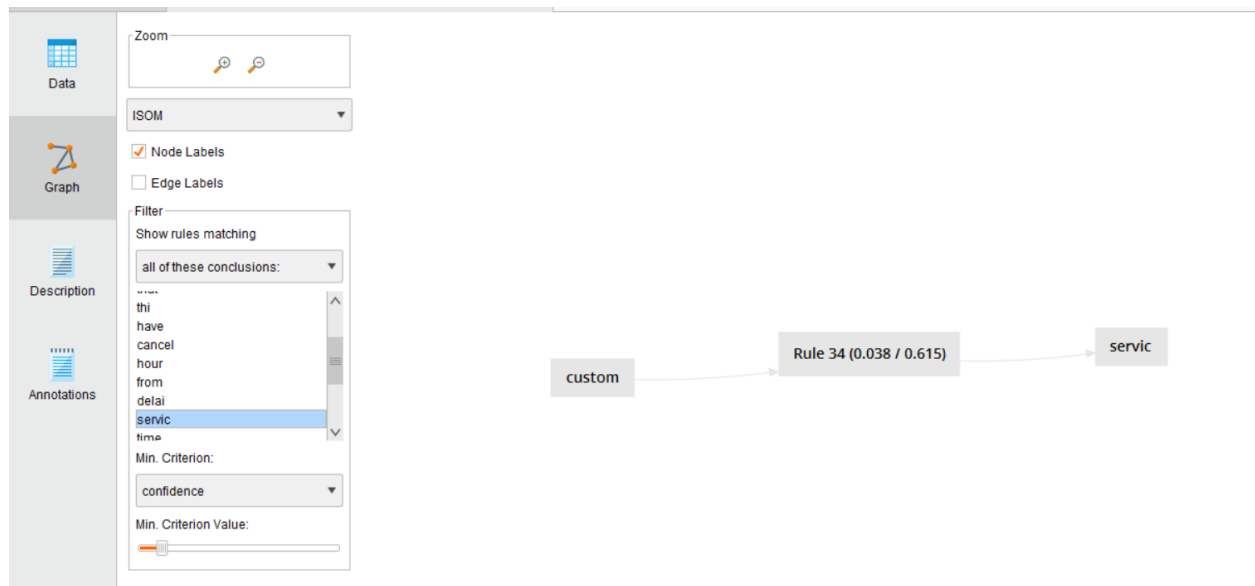 Zoom
Data
ISOM
Node Labels
Edge Labels
Graph
Filter
Show rules matching
all of these conclusions:
thi
have
cancel
hour
from
delai
servic
time
Description
Annotations
Min. Criterion:
confidence
Min. Criterion Value:
custom
Rule 34 (0.038 / 0.615)
servic